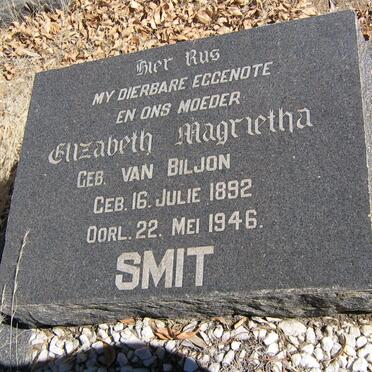 Hier Rus
MY DIERBARE EGGENOTE
EN ONS MOEDER
Elizabeth Magrietha
GEB. VAN BILJON
GEB. 16. JULIE 1892
OORL. 22. MEI 1946.
SMIT